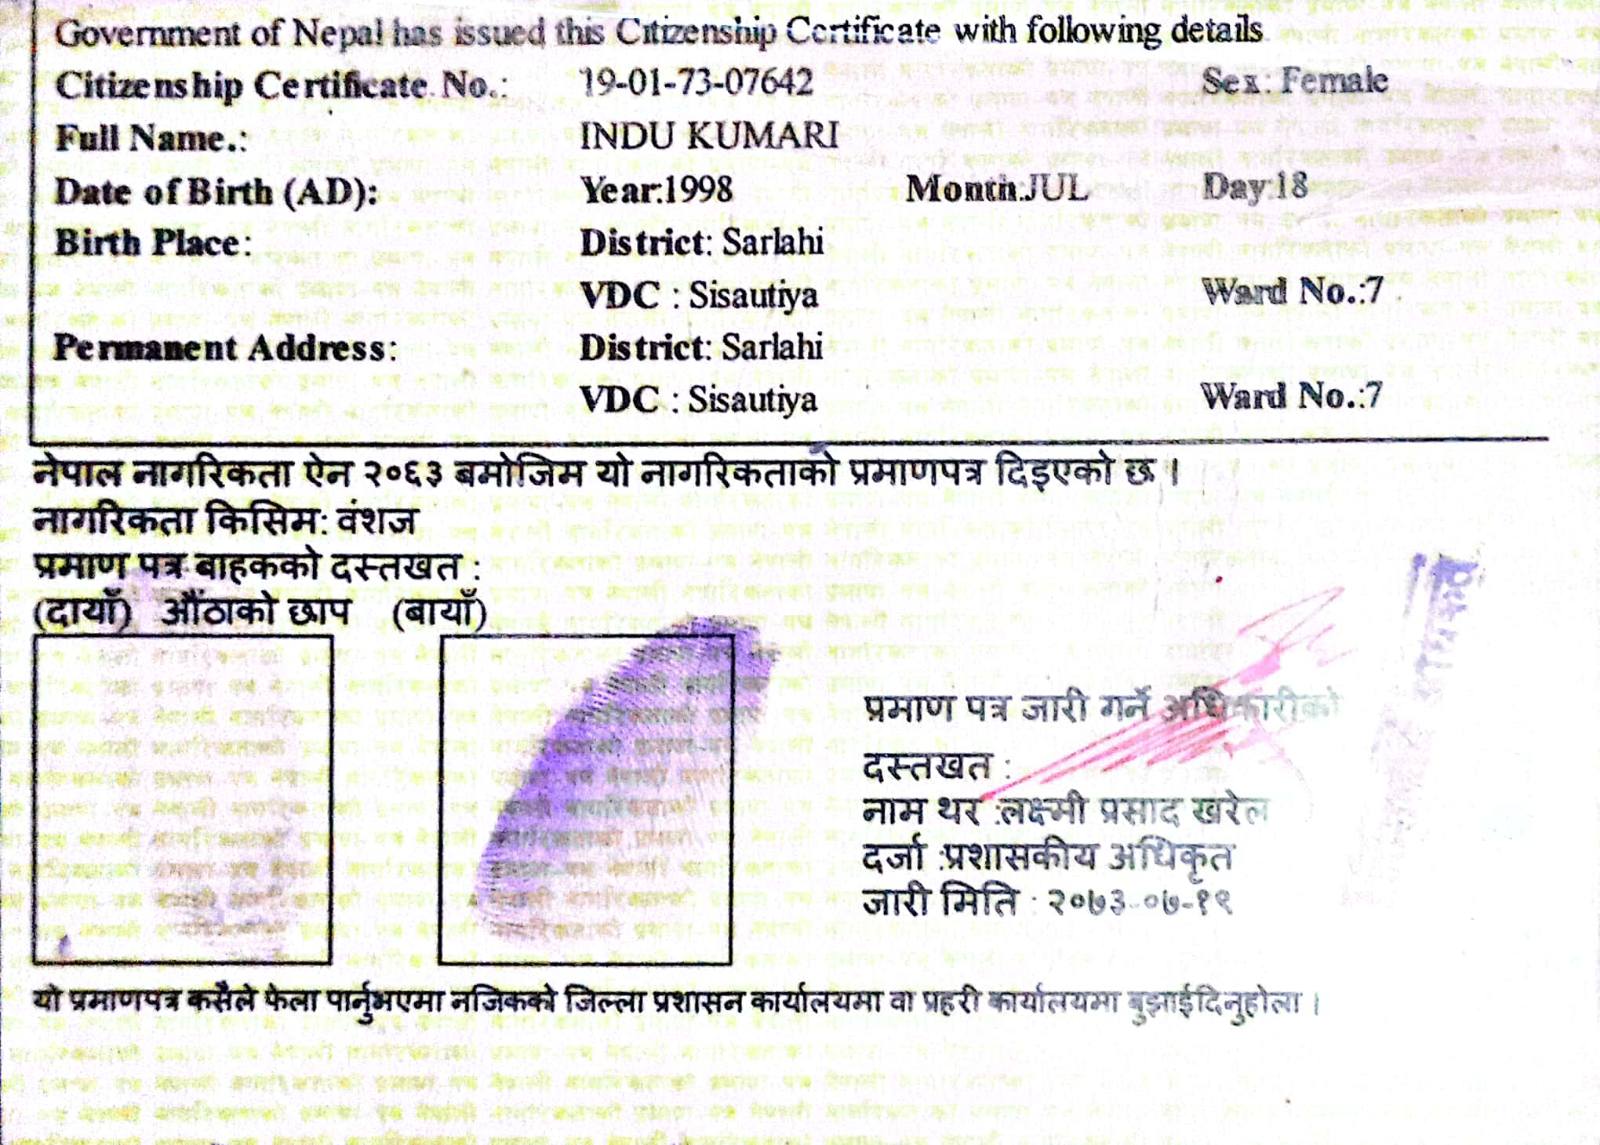 Government of Nepal has issued this Citizenship Certificate with following details.
Citizenship Certificate No.: 19-01-73-07642 Sex: Female
Full Name.: INDU KUMARI
Date of Birth (AD): Year:1998 Month:JUL Day:18
Birth Place: District: Sarlahi
VDC : Sisautiya Ward No.:7
Permanent Address: District: Sarlahi
VDC : Sisautiya Ward No.:7
नेपाल नागरिकता ऐन २०६३ बमोजिम यो नागरिकताको प्रमाणपत्र दिइएको छ ।
नागरिकता किसिम: वंशज
प्रमाण पत्र बाहकको दस्तखत :
(दायाँ) औंठाको छाप (बायाँ)
प्रमाण पत्र जारी गर्ने अधिकारीको
दस्तखत :
नाम थर :लक्ष्मी प्रसाद खरेल
दर्जा :प्रशासकीय अधिकृत
जारी मिति : २०७३-०७-१९
यो प्रमाणपत्र कसैले फेला पार्नुभएमा नजिकको जिल्ला प्रशासन कार्यालयमा वा प्रहरी कार्यालयमा बुझाईदिनुहोला ।